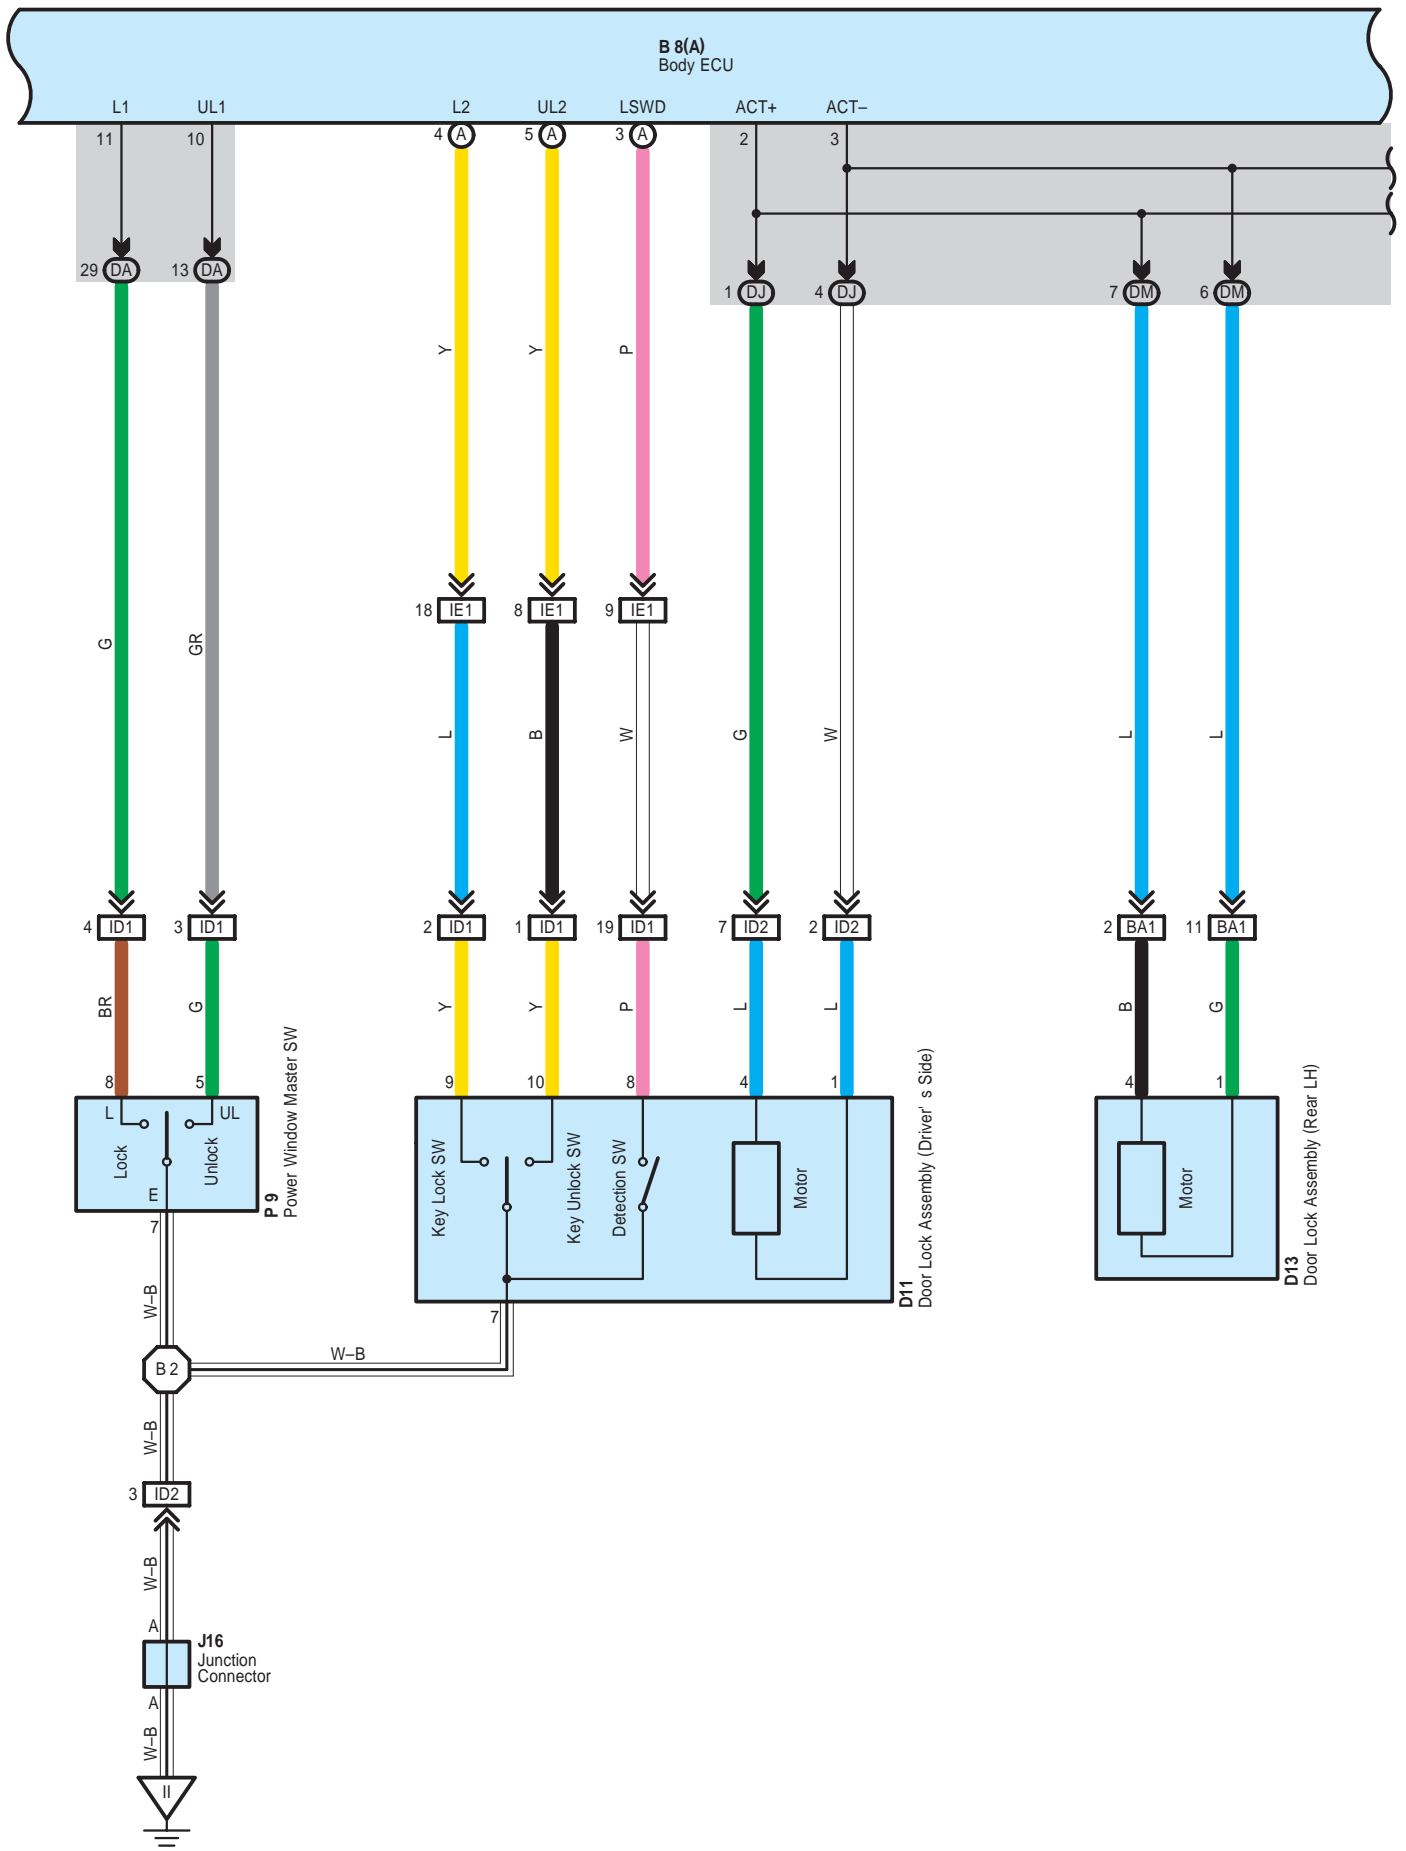 B 8(A)
Body ECU
L1
UL1
L2
UL2
LSWD
ACT+
ACT–
11
10
4 A
5 A
3 A
2
3
29 DA
13 DA
1 DJ
4 DJ
7 DM
6 DM
Y
Y
P
18 IE1
8 IE1
9 IE1
G
GR
L
B
W
G
W
L
L
4 ID1
3 ID1
2 ID1
1 ID1
19 ID1
7 ID2
2 ID2
2 BA1
11 BA1
BR
G
Y
Y
P
L
L
B
G
8
5
9
10
8
4
1
4
1
L
UL
Lock
Unlock
E
7
P 9
Power Window Master SW
Key Lock SW
Key Unlock SW
Detection SW
Motor
7
D11
Door Lock Assembly (Driver' s Side)
Motor
D13
Door Lock Assembly (Rear LH)
W–B
B 2
W–B
W–B
3 ID2
W–B
A
J16
Junction
Connector
A
W–B
II